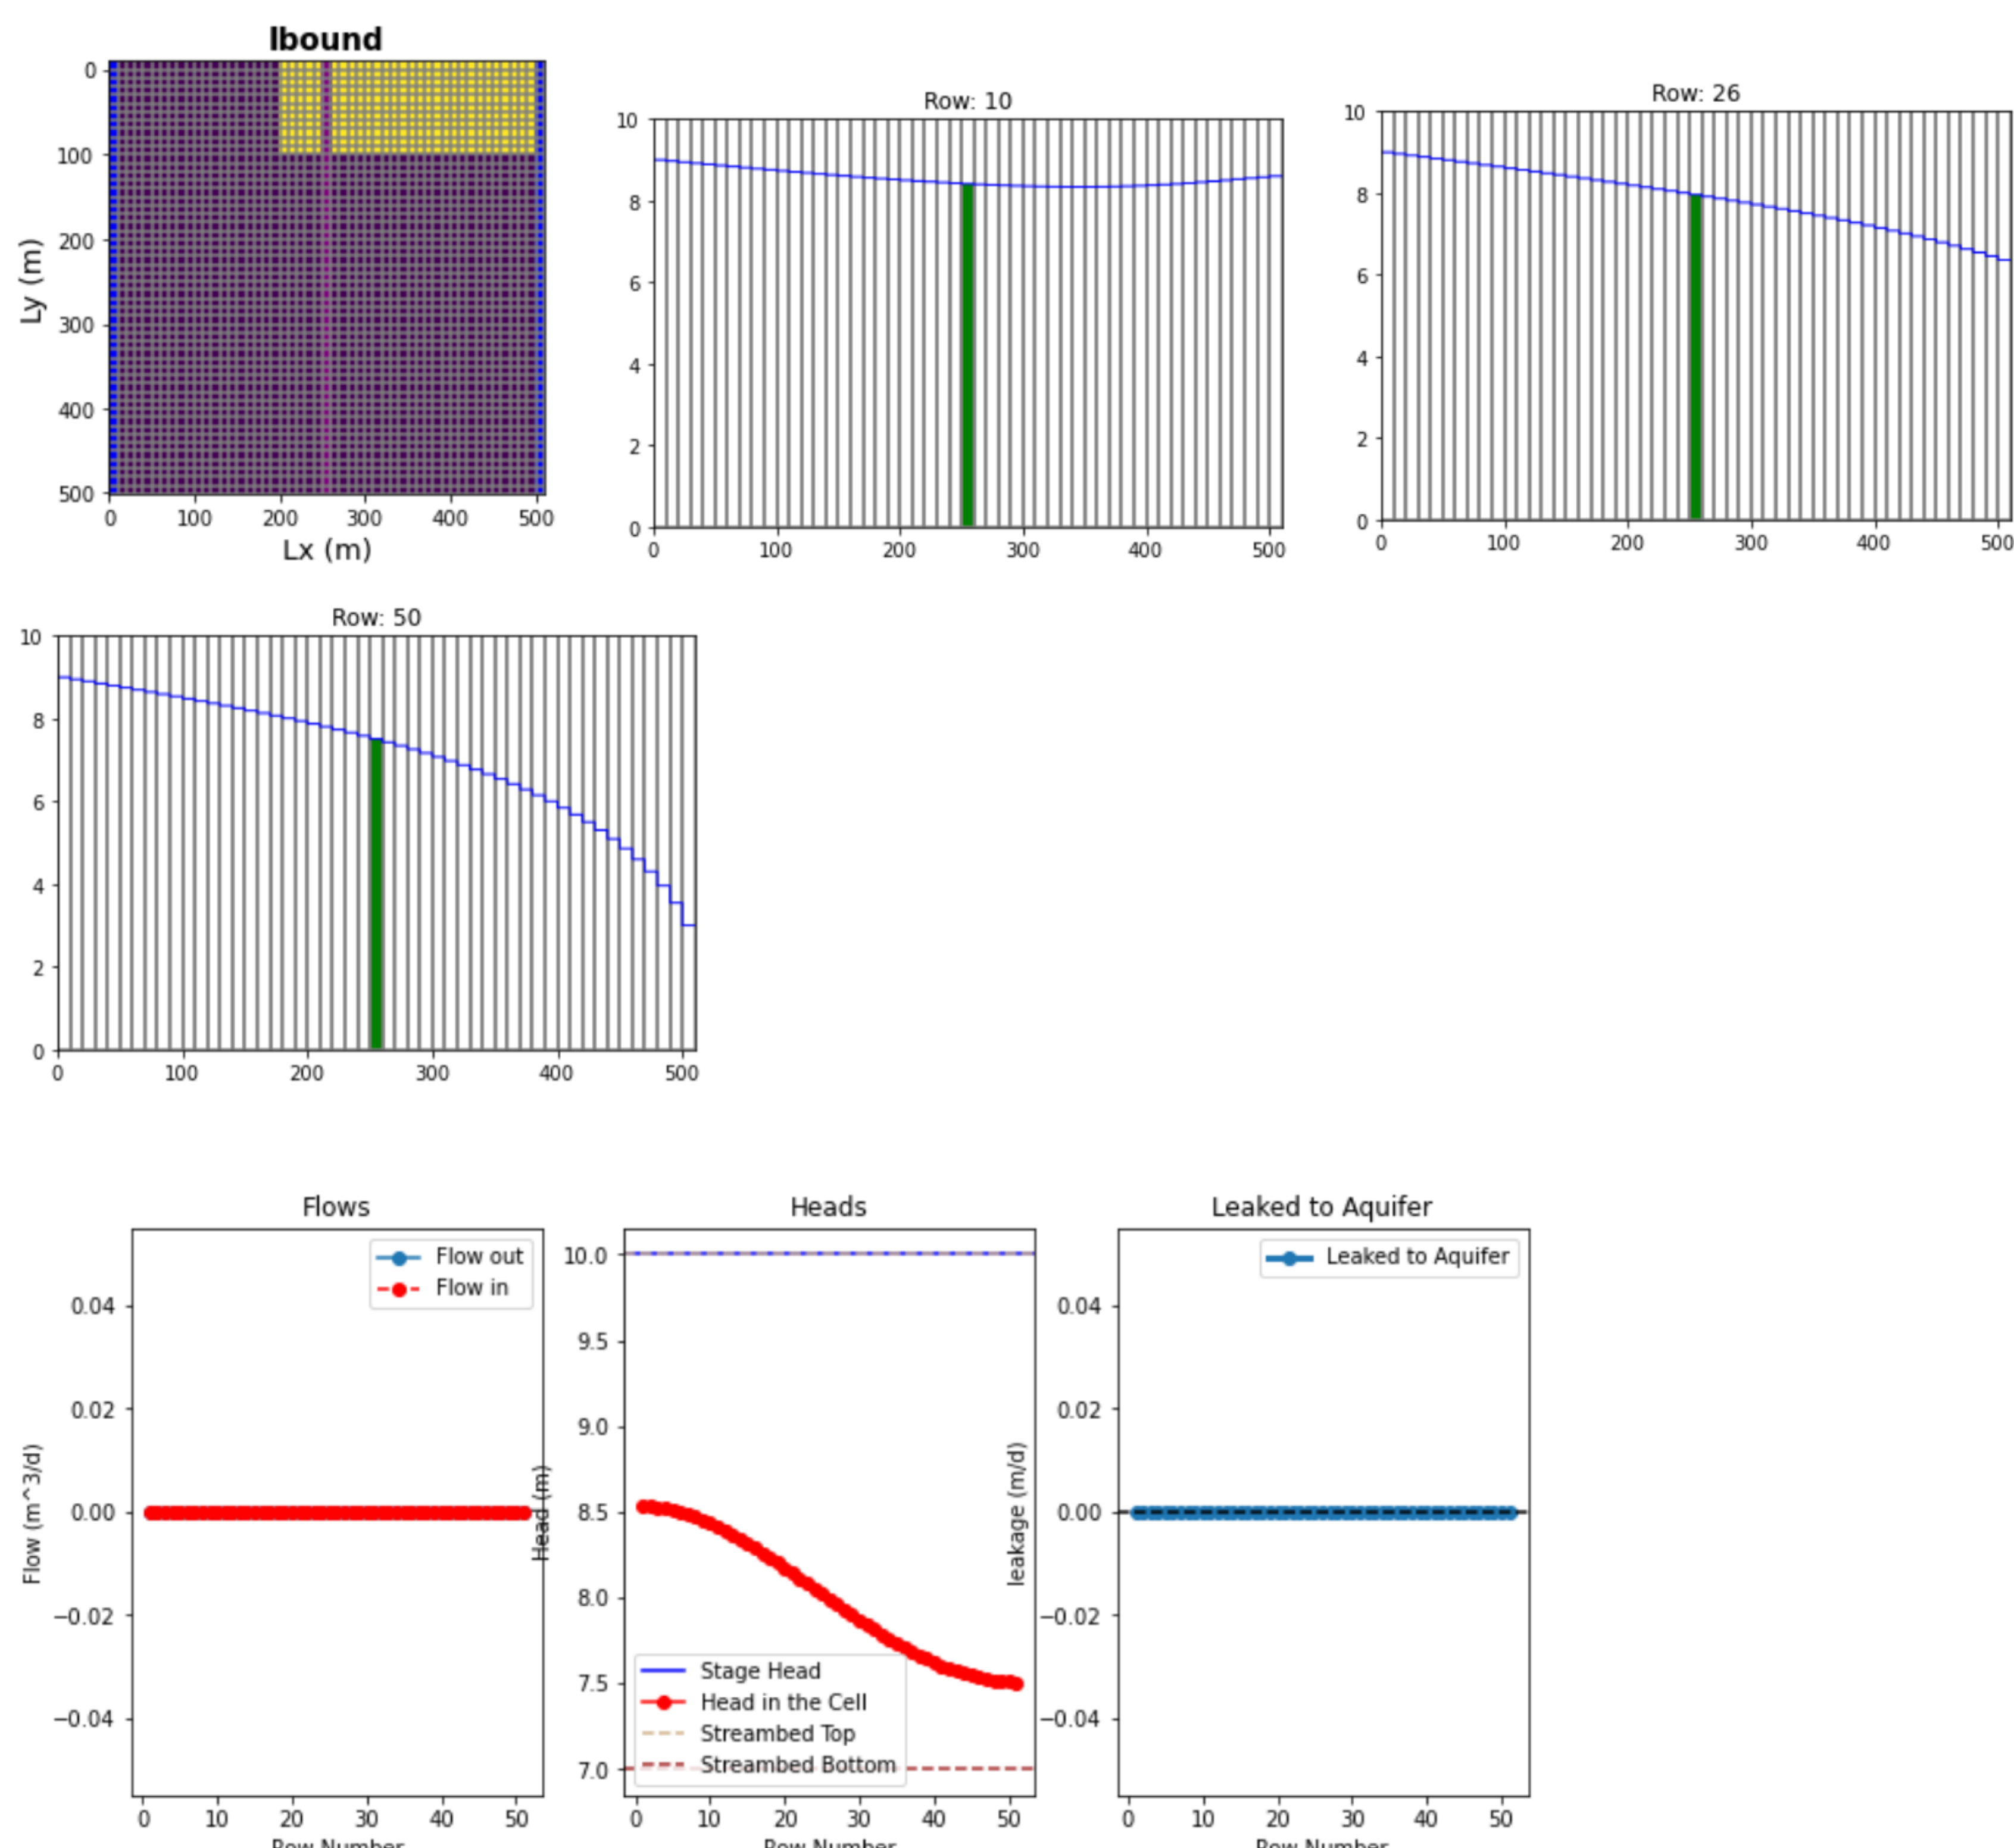 Ibound
0
100
200
300
400
500
Ly (m)
0 100 200 300 400 500
Lx (m)
Row: 10
10
8
6
4
2
0
0 100 200 300 400 500
Row: 26
10
8
6
4
2
0
0 100 200 300 400 500
Row: 50
10
8
6
4
2
0
0 100 200 300 400 500
Flows
Flow out
Flow in
0.04
0.02
0.00
−0.02
−0.04
Flow (m^3/d)
0 10 20 30 40 50
Row Number
Heads
10.0
9.5
9.0
8.5
8.0
7.5
7.0
Head (m)
Stage Head
Head in the Cell
Streambed Top
Streambed Bottom
0 10 20 30 40 50
Leaked to Aquifer
Leaked to Aquifer
0.04
0.02
0.00
−0.02
−0.04
leakage (m/d)
0 10 20 30 40 50
Row Number